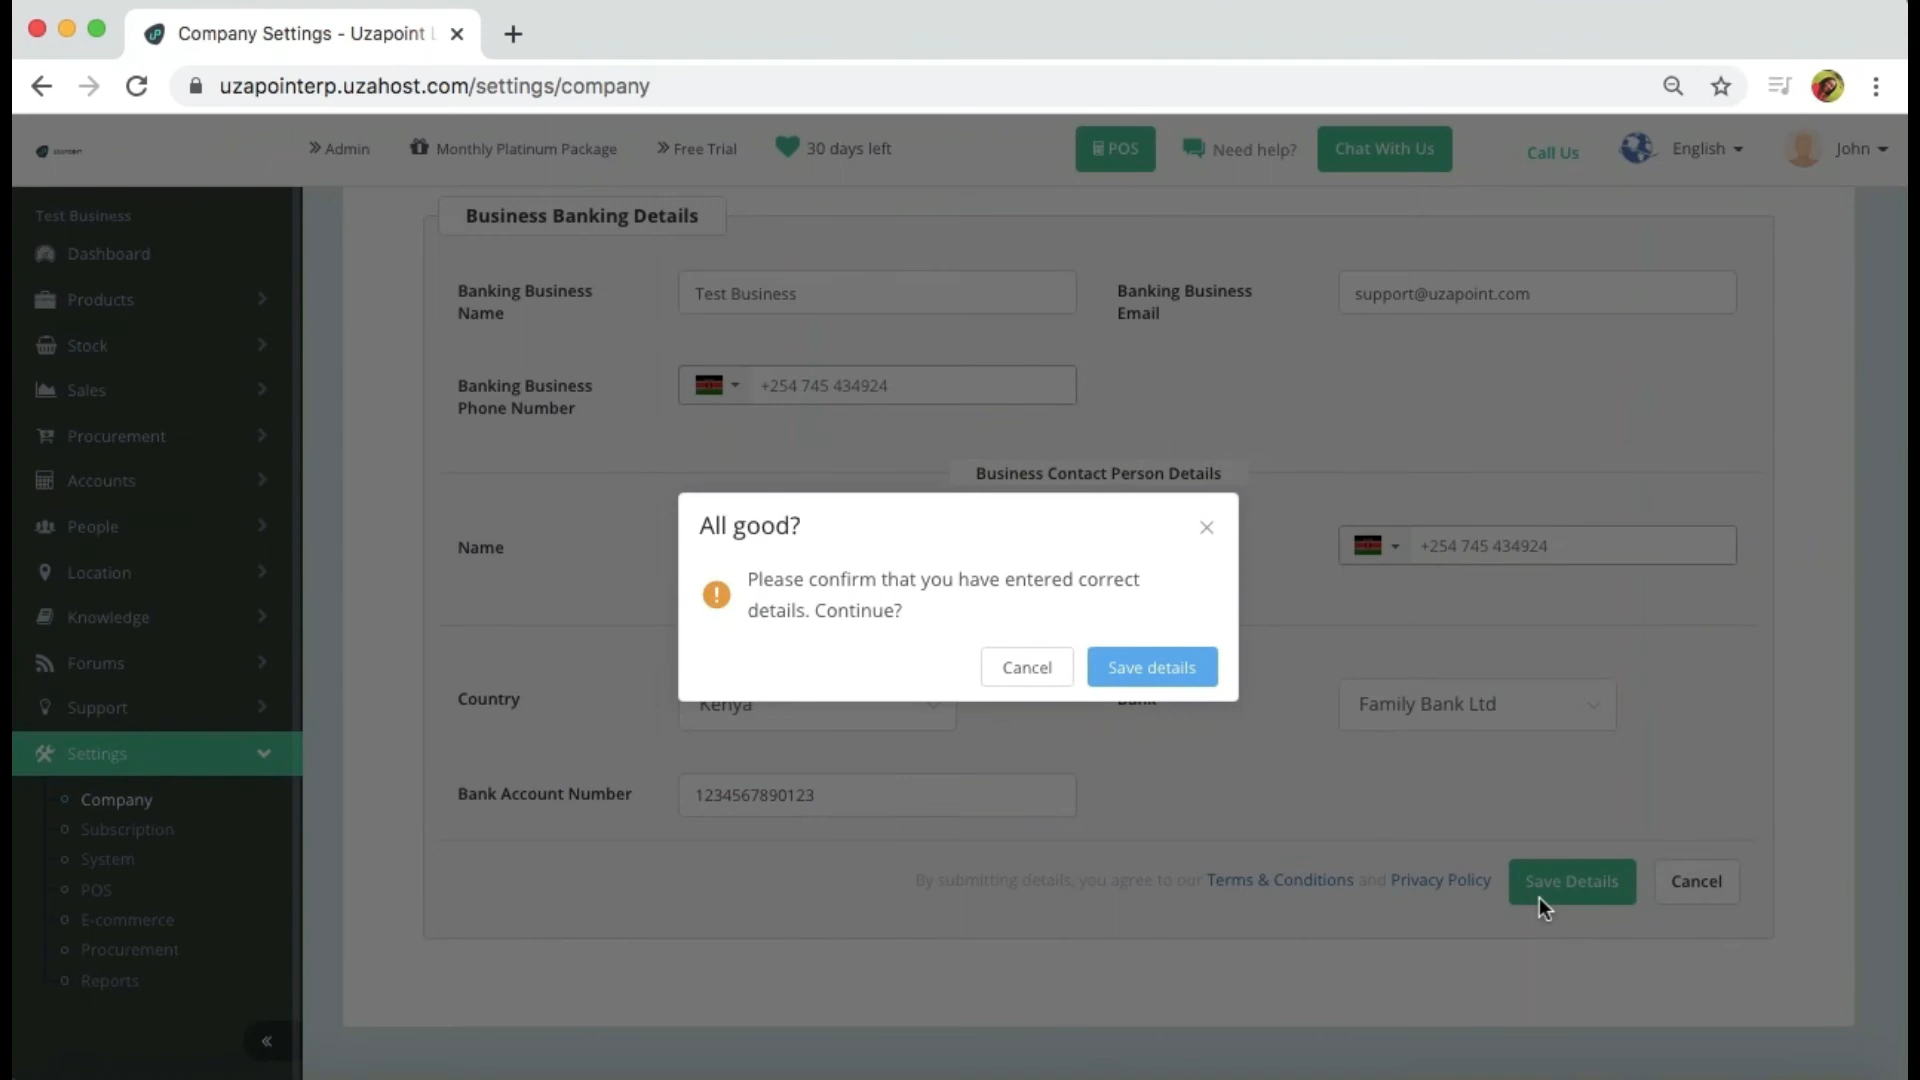 Company Settings - Uzapoint L
uzapointerp.uzahost.com/settings/company
Admin
Monthly Platinum Package
Free Trial
30 days left
POS
Need help?
Chat With Us
Call Us
English
John
Test Business
Dashboard
Products
Stock
Sales
Procurement
Accounts
People
Location
Knowledge
Forums
Support
Settings
Company
Subscription
System
POS
E-commerce
Procurement
Reports
Business Banking Details
Banking Business
Name
Test Business
Banking Business
Email
support@uzapoint.com
Banking Business
Phone Number
+254 745 434924
Business Contact Person Details
Name
+254 745 434924
All good?
Please confirm that you have entered correct
details. Continue?
Cancel
Save details
Country
Kenya
Bank
Family Bank Ltd
Bank Account Number
1234567890123
By submitting details, you agree to our Terms & Conditions and Privacy Policy
Save Details
Cancel